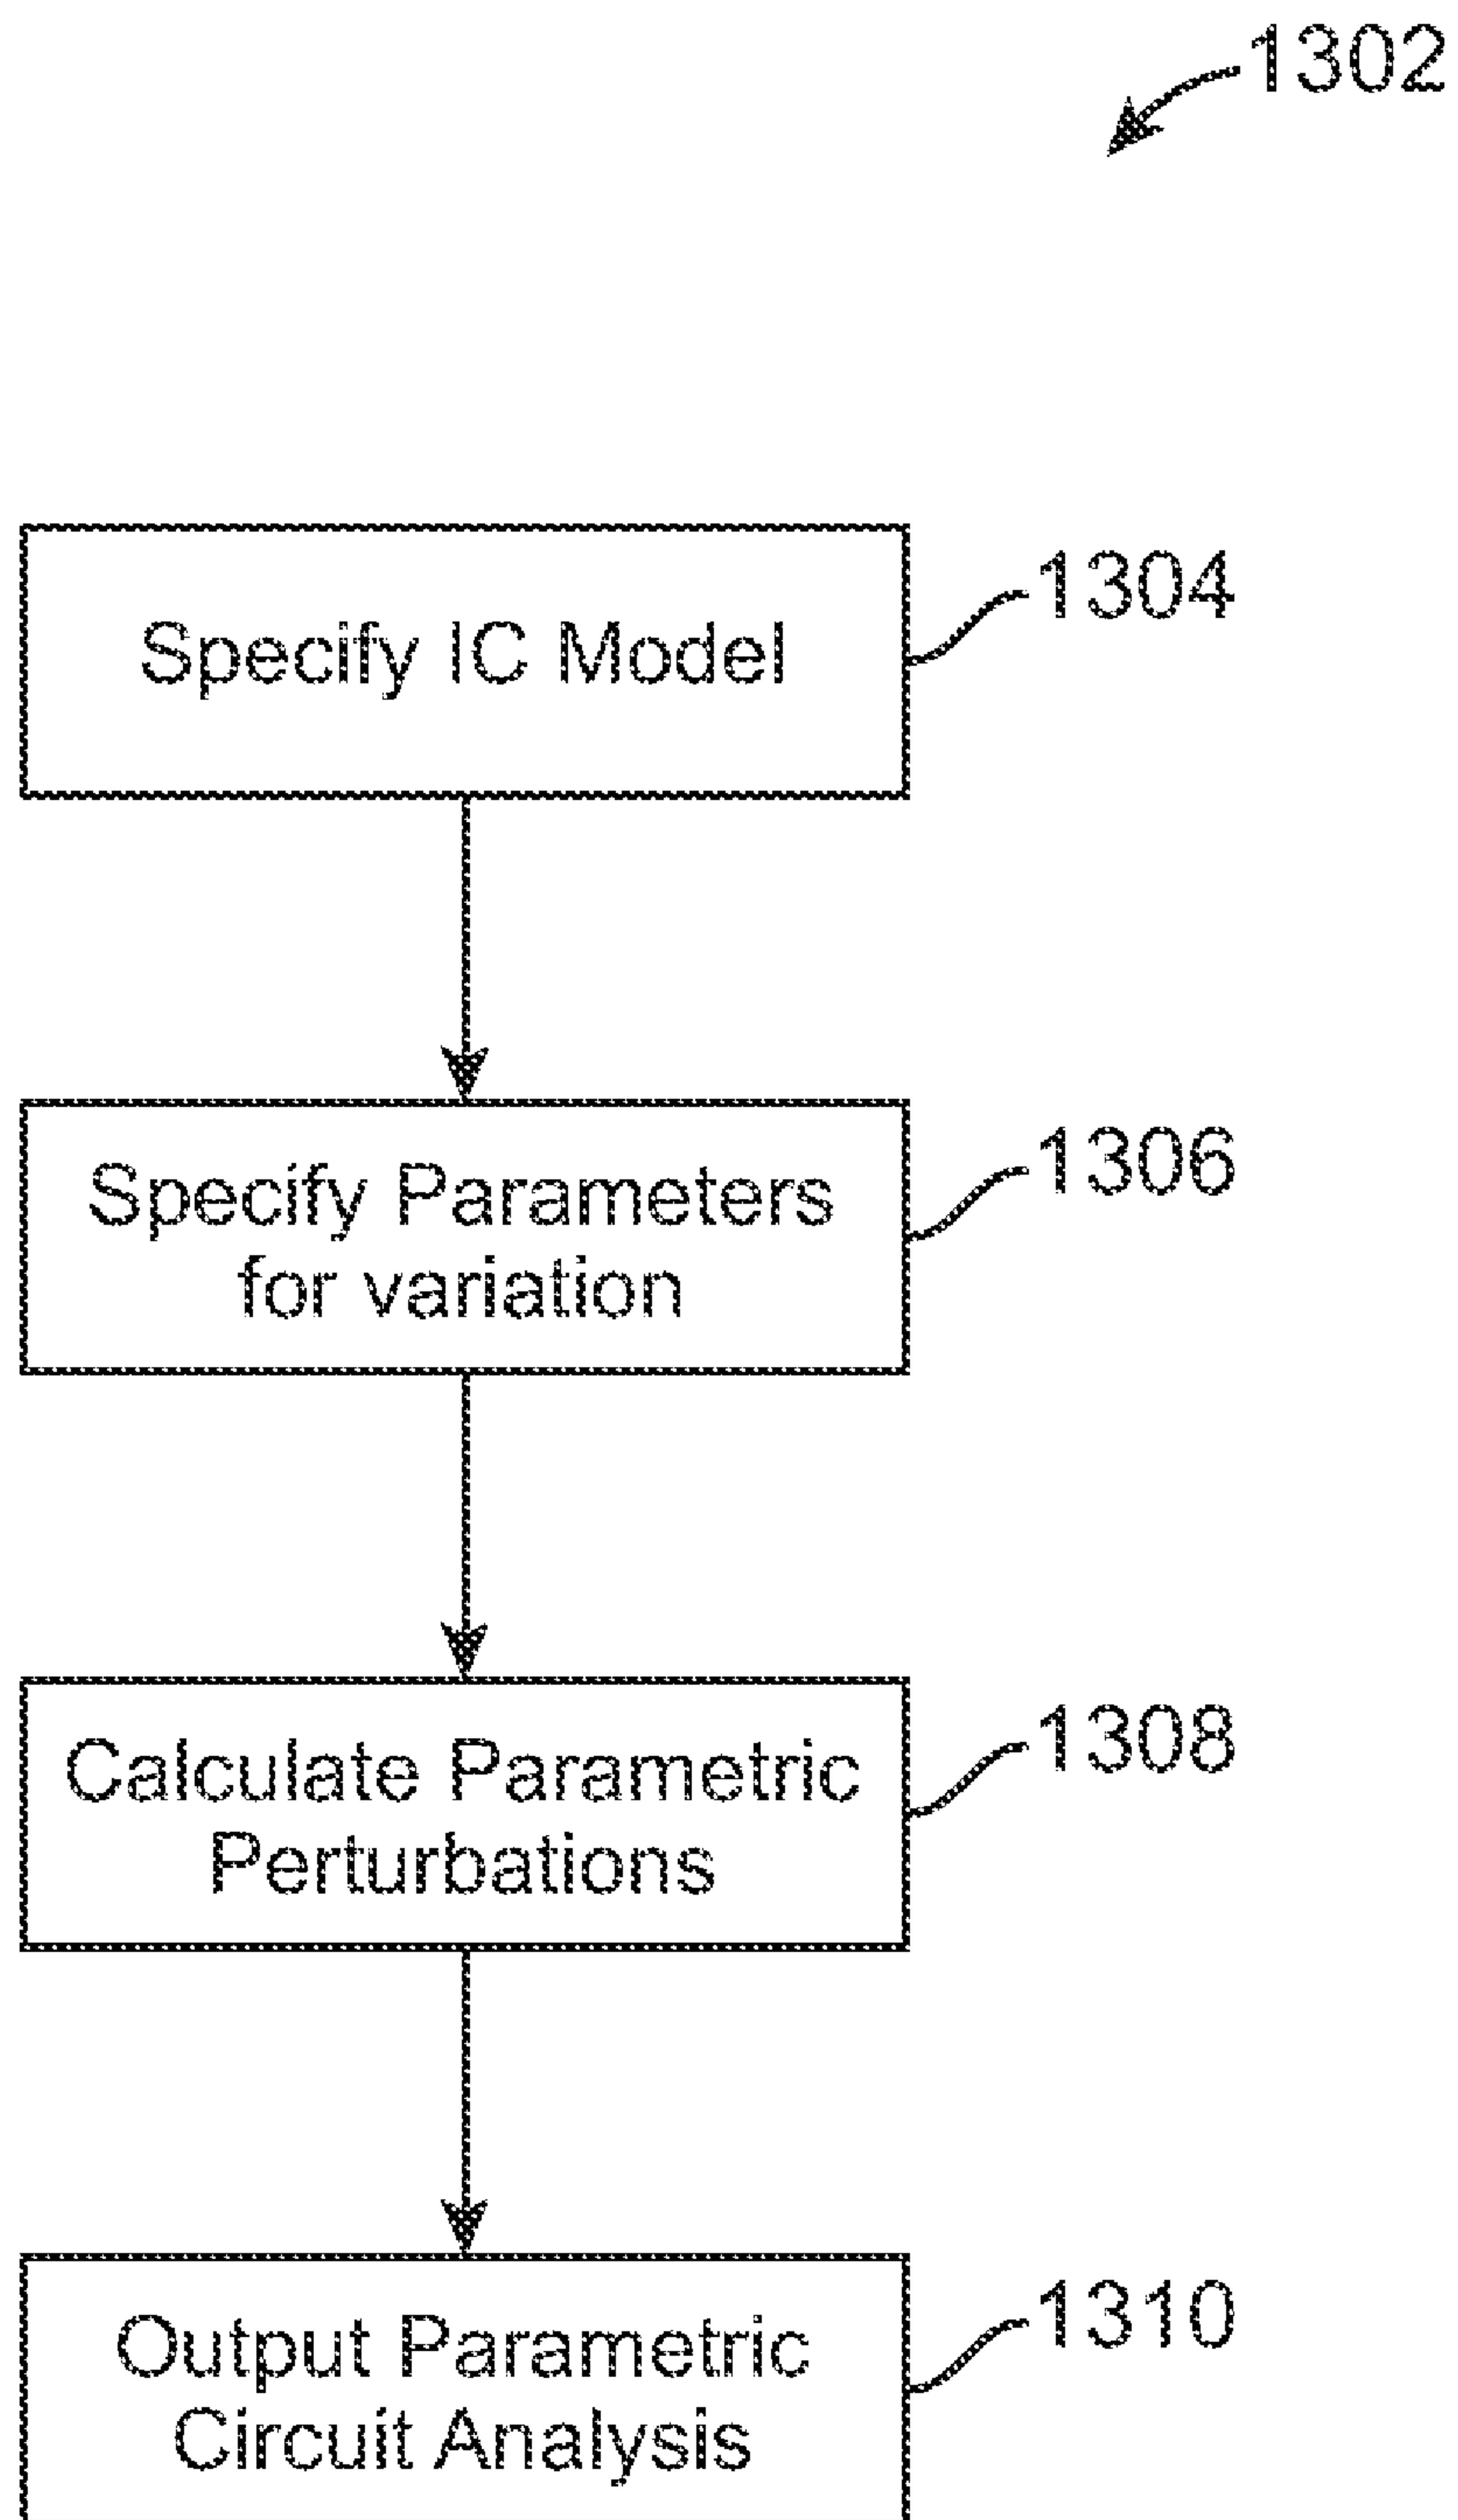 1302
Specify IC Model
1304
Specify Parameters
for variation
1306
Calculate Parametric
Perturbations
1308
Output Parametric
Circuit Analysis
1310